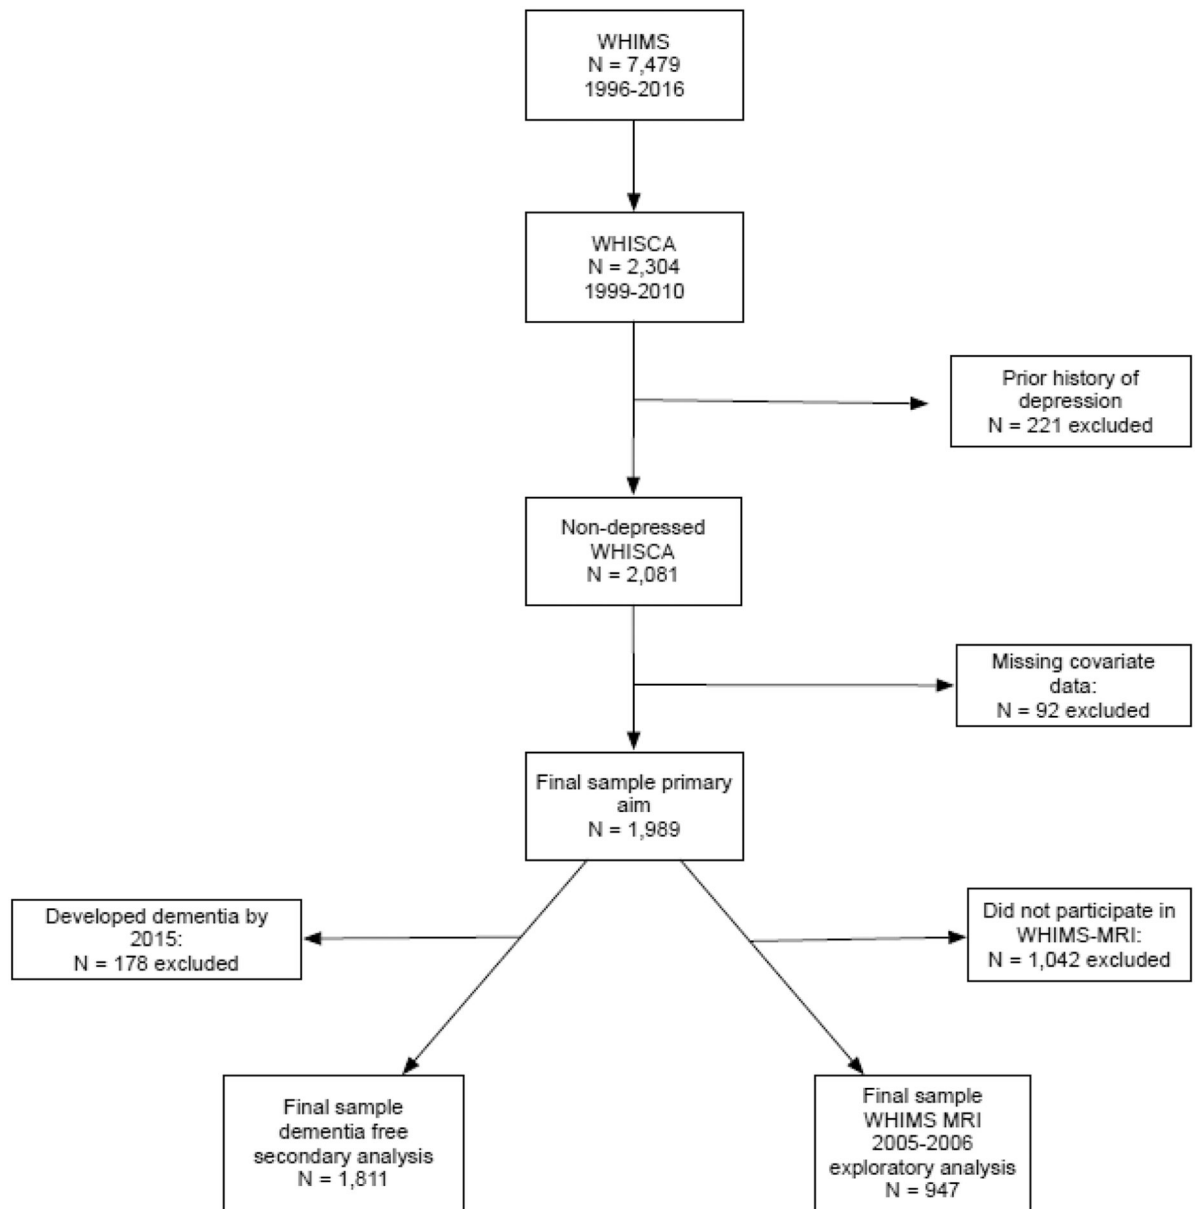 WHIMS
N = 7,479
1996-2016
WHISCA
N = 2,304
1999-2010
Prior history of
depression
N = 221 excluded
Non-depressed
WHISCA
N = 2,081
Missing covariate
data:
N = 92 excluded
Final sample primary
aim
N = 1,989
Developed dementia by
2015:
N = 178 excluded
Did not participate in
WHIMS-MRI:
N = 1,042 excluded
Final sample
dementia free
secondary analysis
N = 1,811
Final sample
WHIMS MRI
2005-2006
exploratory analysis
N = 947